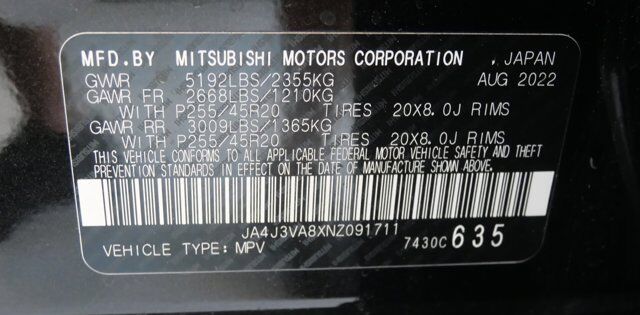 MFD.BY MITSUBISHI MOTORS CORPORATION , JAPAN
GVWR 5192LBS/2355KG AUG 2022
GAWR FR 2668LBS/1210KG
WITH P255/45R20 TIRES 20X8.0J RIMS
GAWR RR 3009LBS/1365KG
WITH P255/45R20 TIRES 20X8.0J RIMS
THIS VEHICLE CONFORMS TO ALL APPLICABLE FEDERAL MOTOR VEHICLE SAFETY AND THEFT
PREVENTION STANDARDS IN EFFECT ON THE DATE OF MANUFACTURE SHOWN ABOVE.
JA4J3VA8XNZ091711
VEHICLE TYPE: MPV 7430C 635